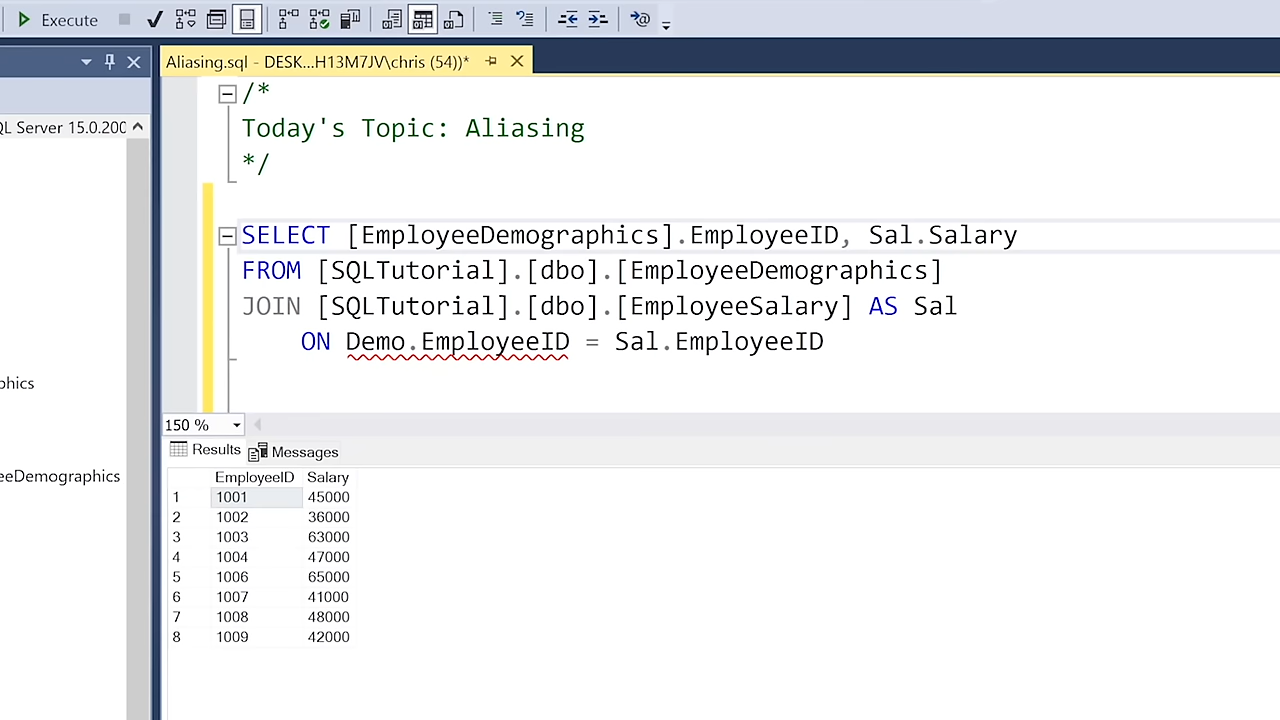 Execute
Aliasing.sql - DESK...H13M7JV\chris (54))*
QL Server 15.0.200
/*
Today's Topic: Aliasing
*/
SELECT [EmployeeDemographics].EmployeeID, Sal.Salary
FROM [SQLTutorial].[dbo].[EmployeeDemographics]
JOIN [SQLTutorial].[dbo].[EmployeeSalary] AS Sal
ON Demo.EmployeeID = Sal.EmployeeID
phics
150 %
Results Messages
eeDemographics
EmployeeID Salary
1 1001 45000
2 1002 36000
3 1003 63000
4 1004 47000
5 1006 65000
6 1007 41000
7 1008 48000
8 1009 42000